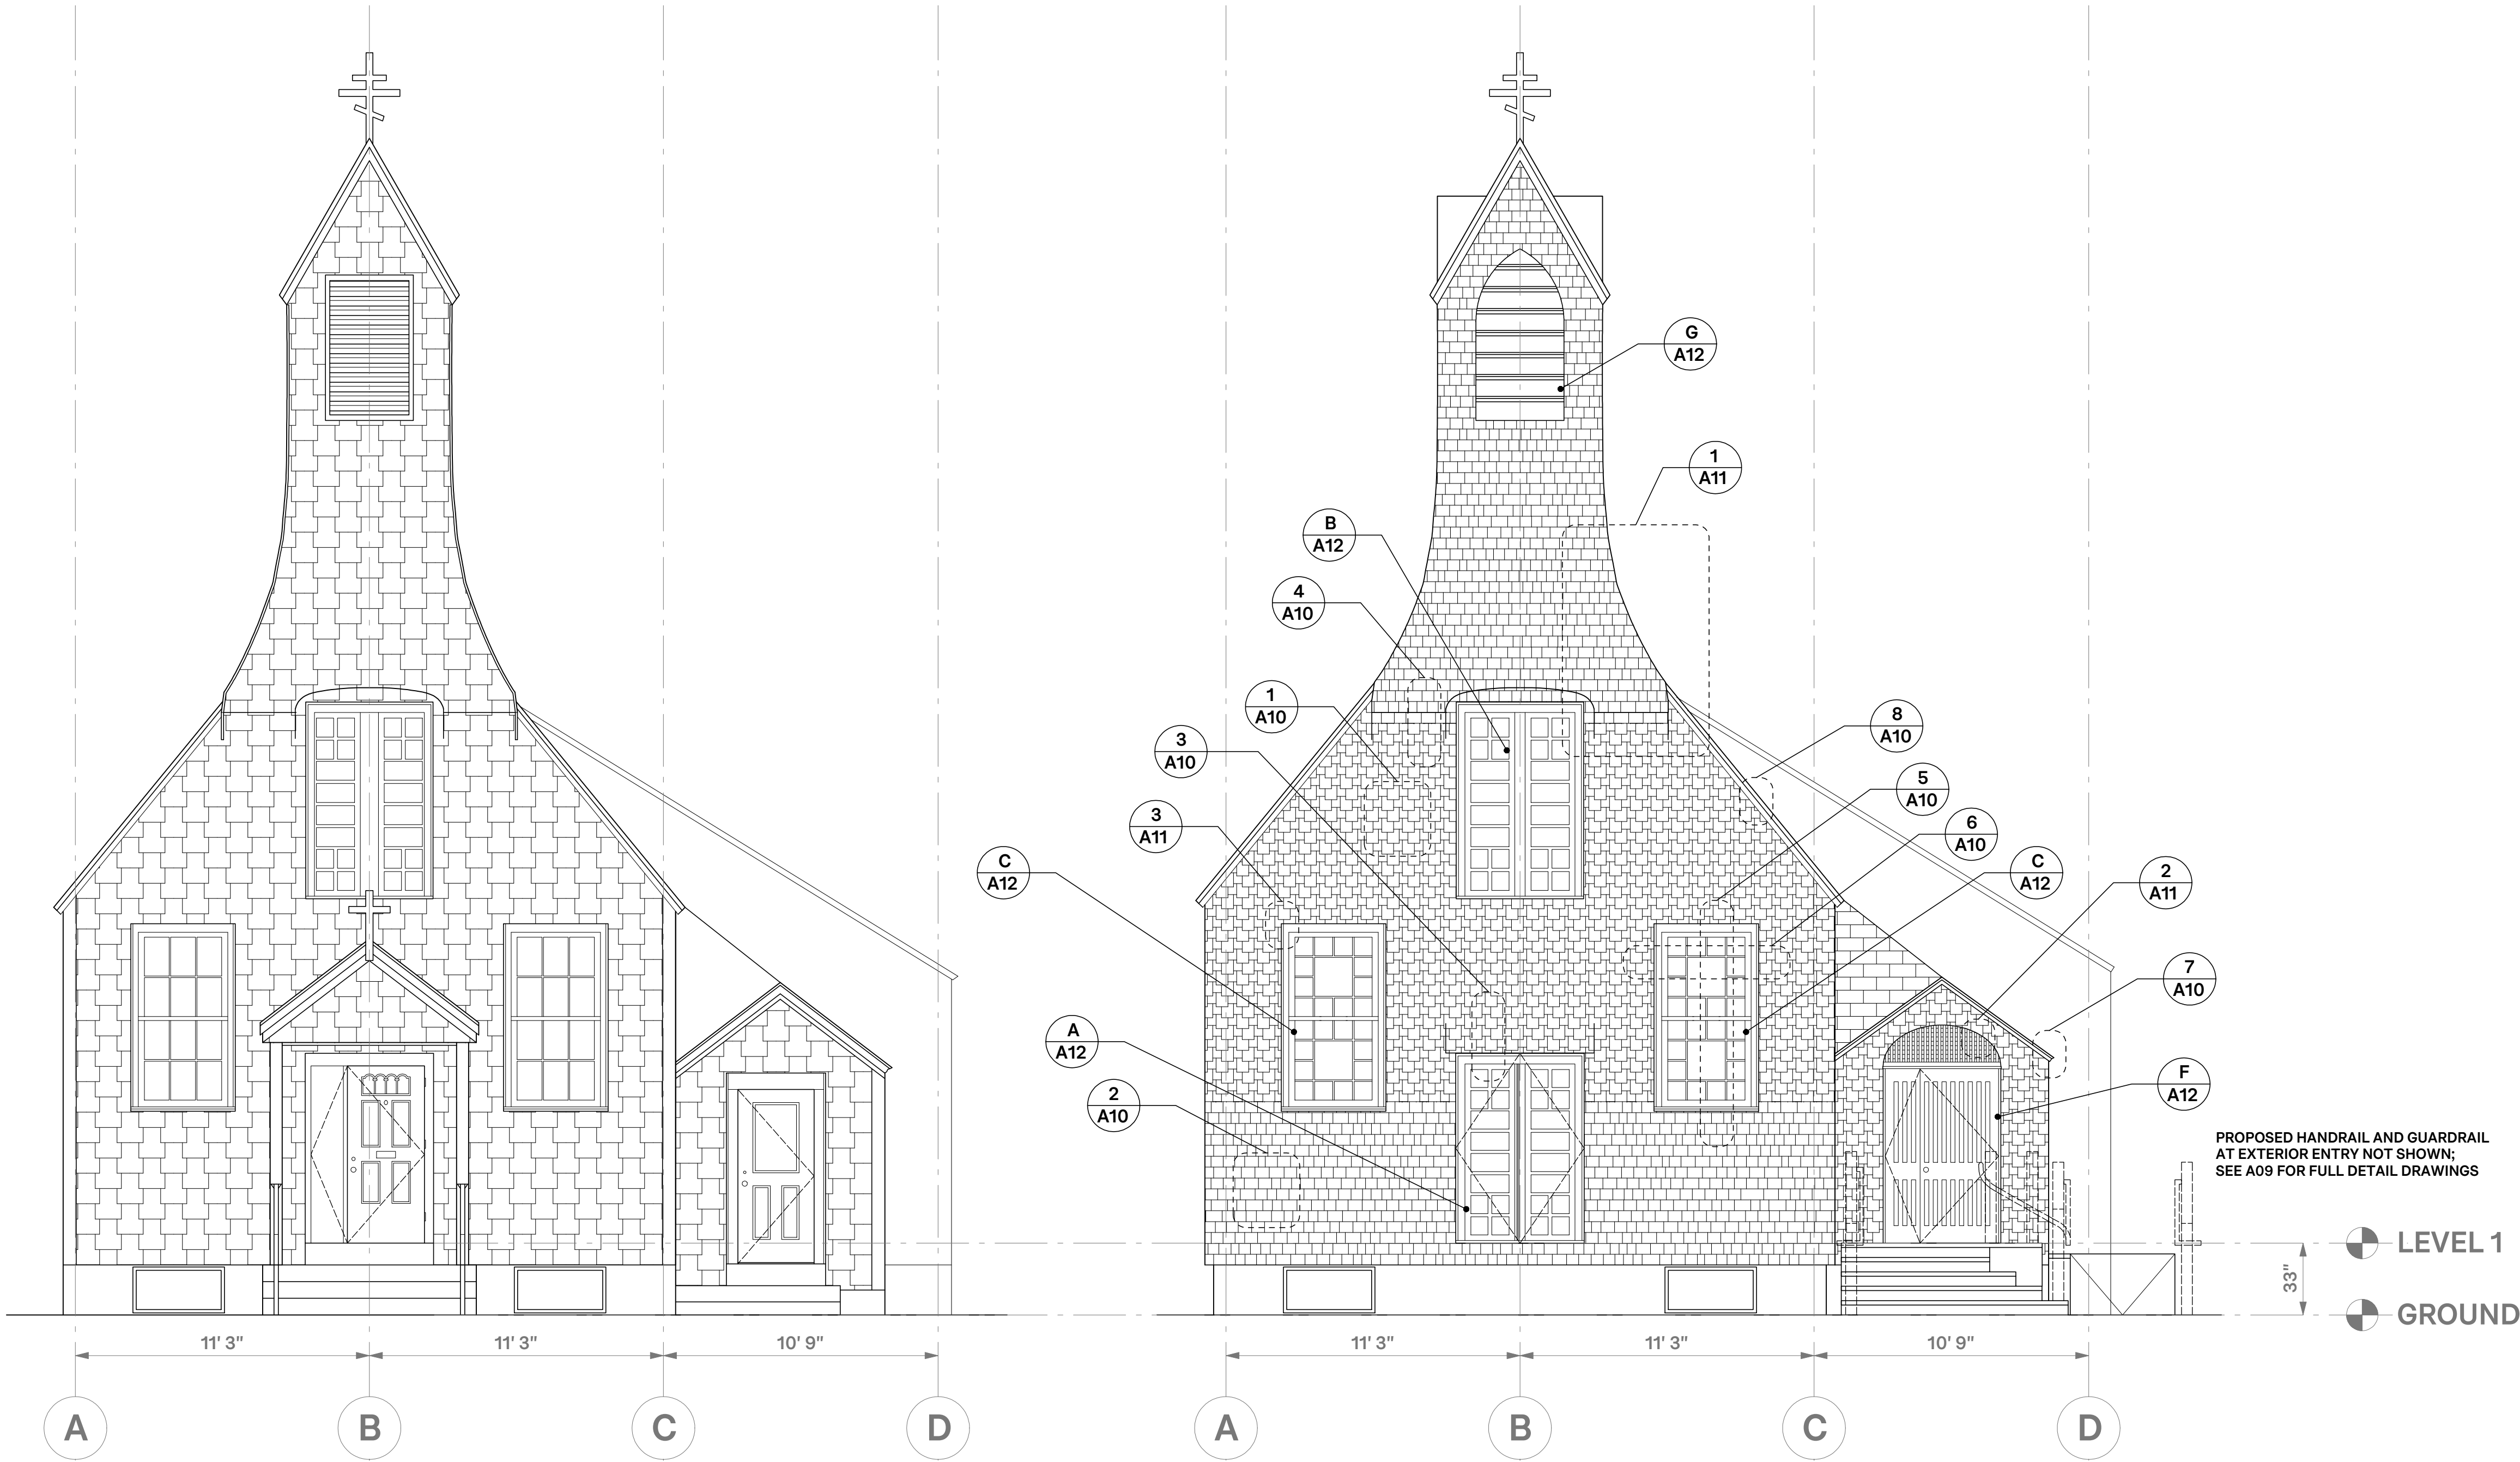 G
A12
1
A11
B
A12
4
A10
1
A10
8
A10
3
A10
5
A10
3
A11
6
A10
C
A12
C
A12
2
A11
7
A10
A
A12
F
A12
2
A10
PROPOSED HANDRAIL AND GUARDRAIL
AT EXTERIOR ENTRY NOT SHOWN;
SEE A09 FOR FULL DETAIL DRAWINGS
LEVEL 1
33"
GROUND
11' 3"
11' 3"
10' 9"
11' 3"
11' 3"
10' 9"
A
B
C
D
A
B
C
D